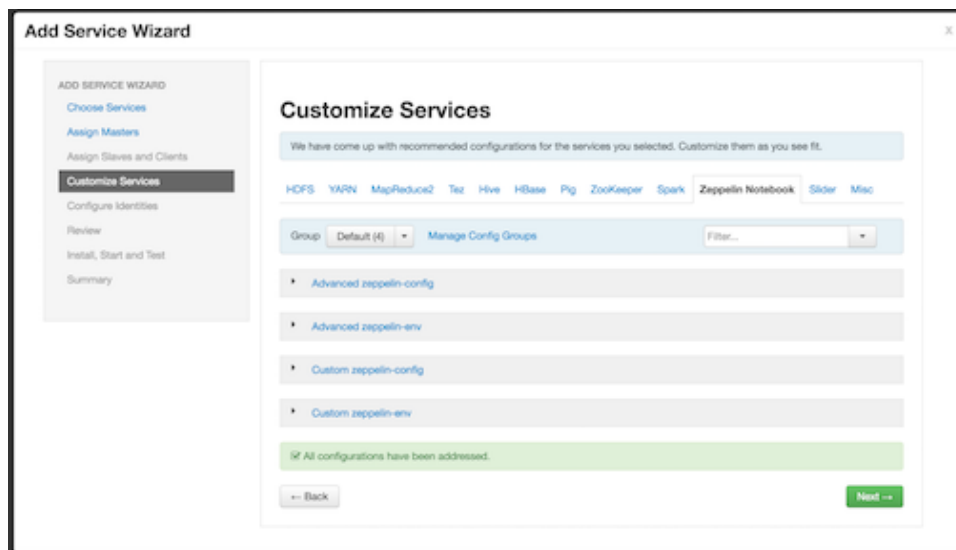 Add Service Wizard X
ADD SERVICE WIZARD
Choose Services
Assign Masters
Assign Slaves and Clients
Customize Services
Configure Identities
Review
Install, Start and Test
Summary
Customize Services
We have come up with recommended configurations for the services you selected. Customize them as you see fit.
HDFS YARN MapReduce2 Tez Hive HBase Pig ZooKeeper Spark Zeppelin Notebook Slider Misc
Group Default (4) Manage Config Groups Filter...
Advanced zeppelin-config
Advanced zeppelin-env
Custom zeppelin-config
Custom zeppelin-env
All configurations have been addressed.
← Back Next →